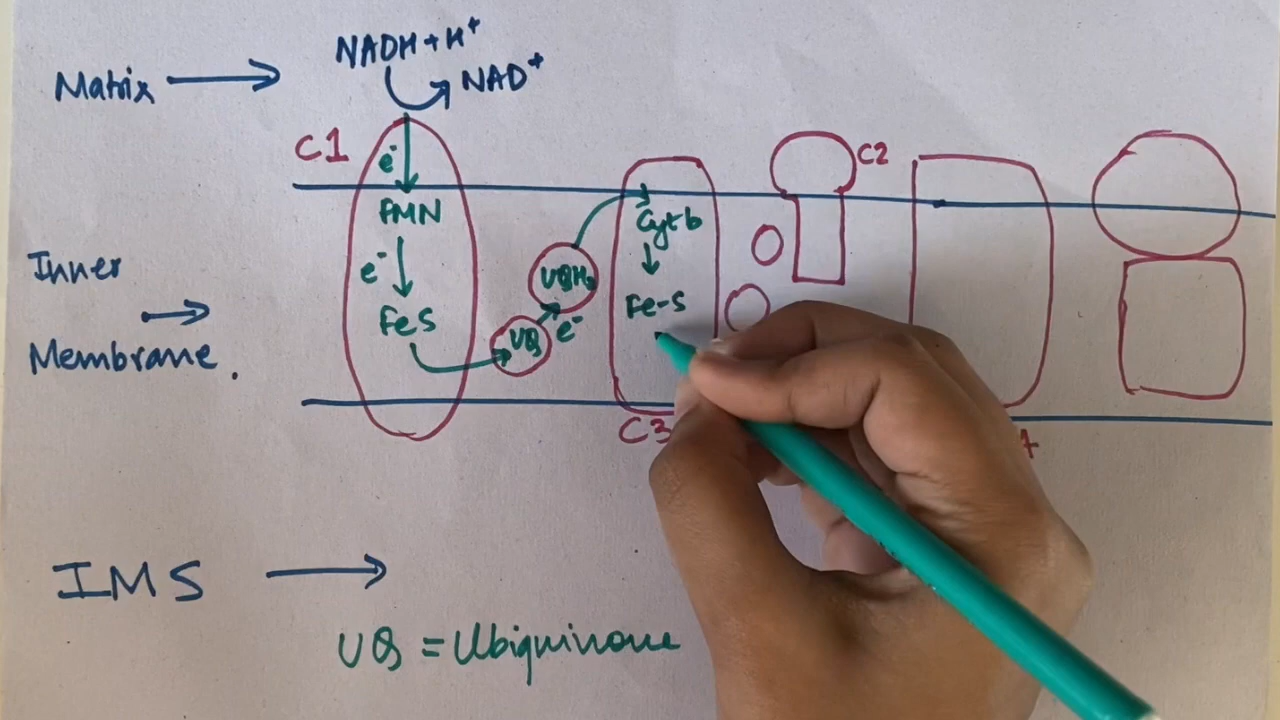 NADH + H⁺
NAD⁺
Matrix
C1
C2
e⁻
FMN
Cyt b
Inner
e⁻
UQH₂
Fe-S
FeS
UQ
e⁻
Membrane.
C3
IMS
UQ = Ubiquinone